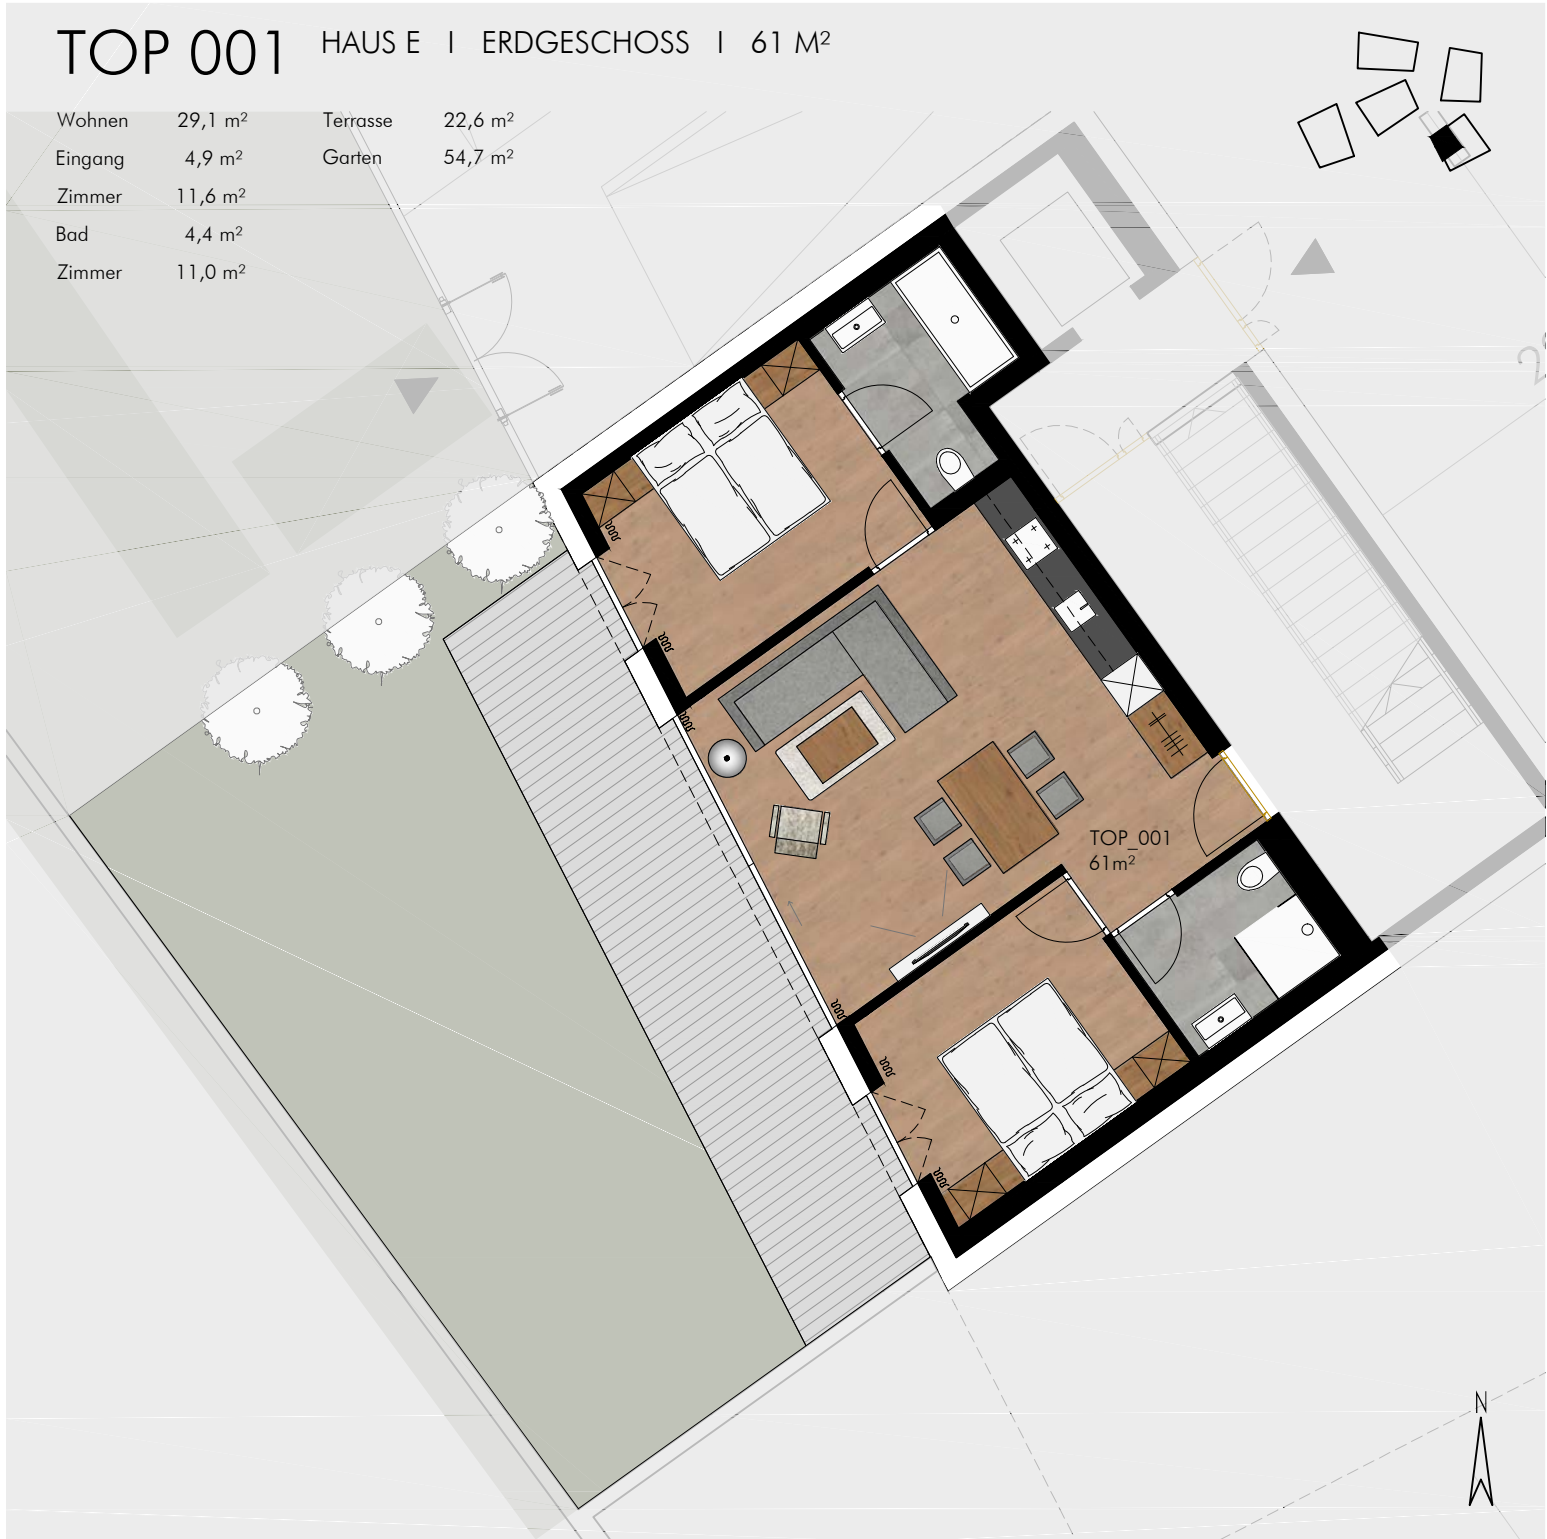 TOP 001 HAUS E I ERDGESCHOSS I 61 M²
Wohnen 29,1 m² Terrasse 22,6 m²
Eingang 4,9 m² Garten 54,7 m²
Zimmer 11,6 m²
Bad 4,4 m²
Zimmer 11,0 m²
TOP_001
61m²
N